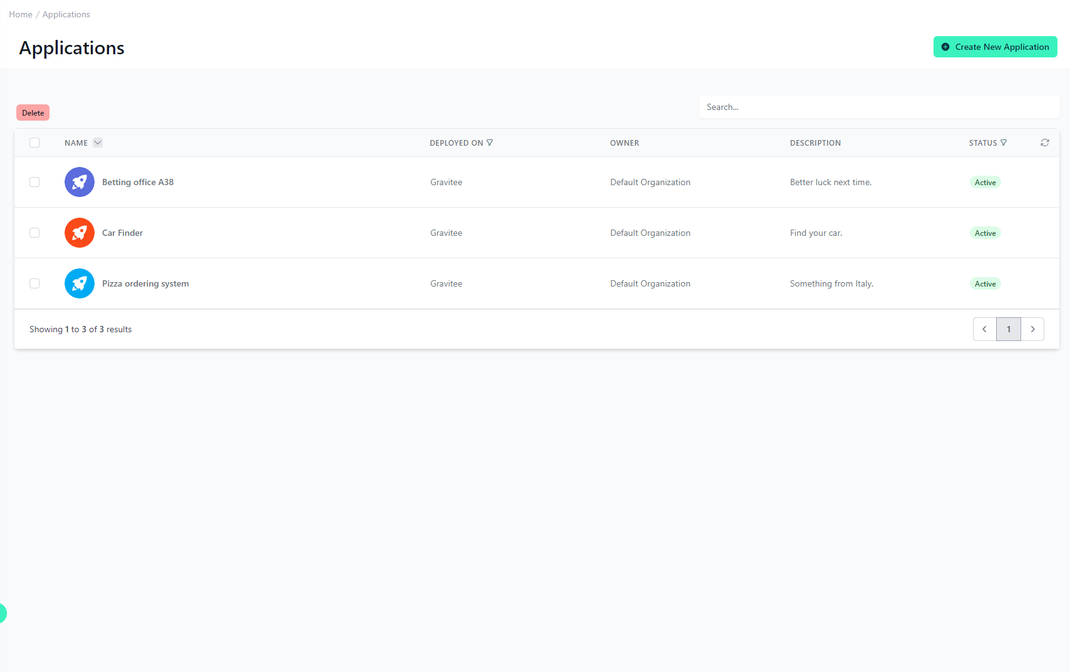 Home / Applications
Applications
Create New Application
Delete
Search...
NAME DEPLOYED ON OWNER DESCRIPTION STATUS
Betting office A38 Gravitee Default Organization Better luck next time. Active
Car Finder Gravitee Default Organization Find your car. Active
Pizza ordering system Gravitee Default Organization Something from Italy. Active
Showing 1 to 3 of 3 results
1